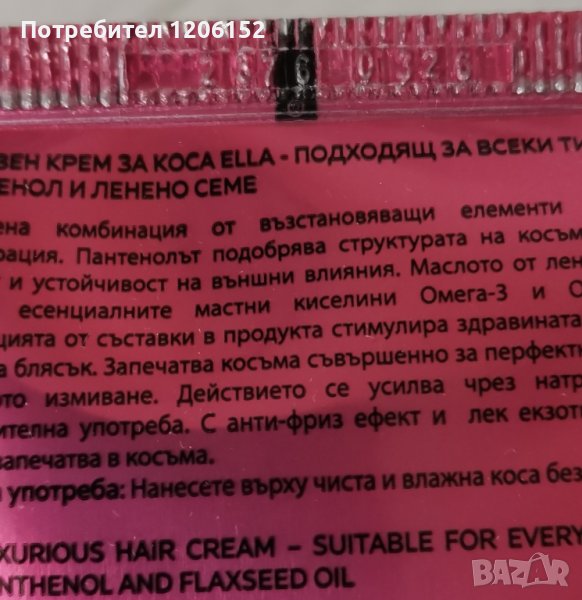 Потребител 1206152
ВЕН КРЕМ ЗА КОСА ELLA - ПОДХОДЯЩ ЗА ВСЕКИ ТИ
ЕНОЛ И ЛЕНЕНО СЕМЕ
ена комбинация от възстановяващи елементи
рация. Пантенолът подобрява структурата на косъм
и устойчивост на външни влияния. Маслото от лен
есенциалните мастни киселини Омега-3 и О
цията от съставки в продукта стимулира здравината
а блясък. Запечатва косъма съвършенно за перфекты
ото измиване. Действието се усилва чрез натр
ителна употреба. С анти-фриз ефект и лек екзот
запечатва в косъма.
употреба: Нанесете върху чиста и влажна коса без
XURIOUS HAIR CREAM – SUITABLE FOR EVERY
NTHENOL AND FLAXSEED OIL
BAZAR